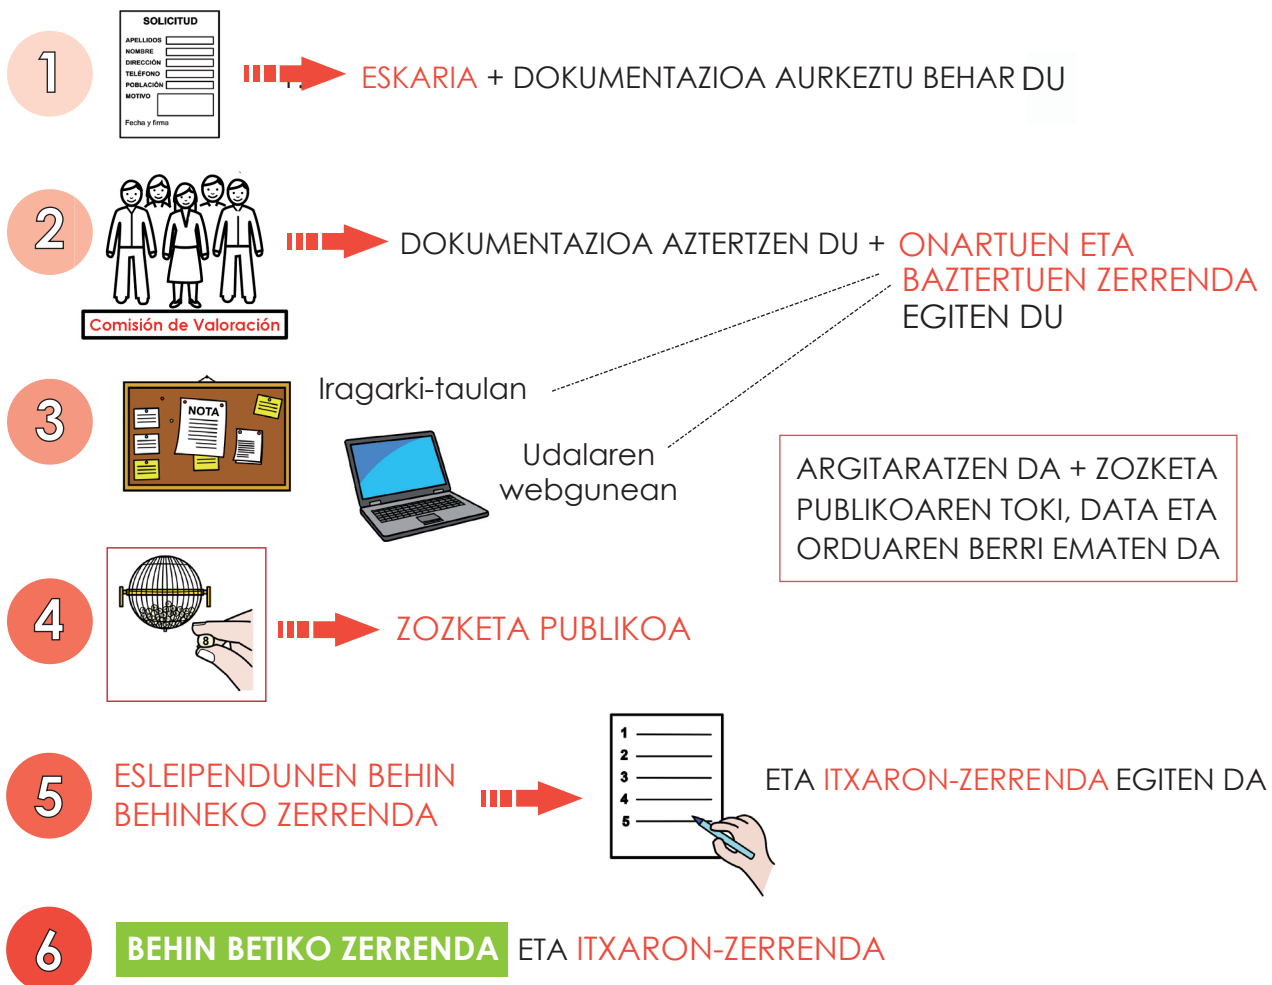 1
SOLICITUD
APELLIDOS
NOMBRE
DIRECCIÓN
TELÉFONO
POBLACIÓN
MOTIVO
Fecha y firma
ESKARIA + DOKUMENTAZIOA AURKEZTU BEHAR DU
2
Comisión de Valoración
DOKUMENTAZIOA AZTERTZEN DU + ONARTUEN ETA
BAZTERTUEN ZERRENDA
EGITEN DU
3
NOTA
Iragarki-taulan
Udalaren
webgunean
ARGITARATZEN DA + ZOZKETA
PUBLIKOAREN TOKI, DATA ETA
ORDUAREN BERRI EMATEN DA
4
8
ZOZKETA PUBLIKOA
5
ESLEIPENDUNEN BEHIN
BEHINEKO ZERRENDA
1
2
3
4
5
ETA ITXARON-ZERRENDA EGITEN DA
6
BEHIN BETIKO ZERRENDA ETA ITXARON-ZERRENDA